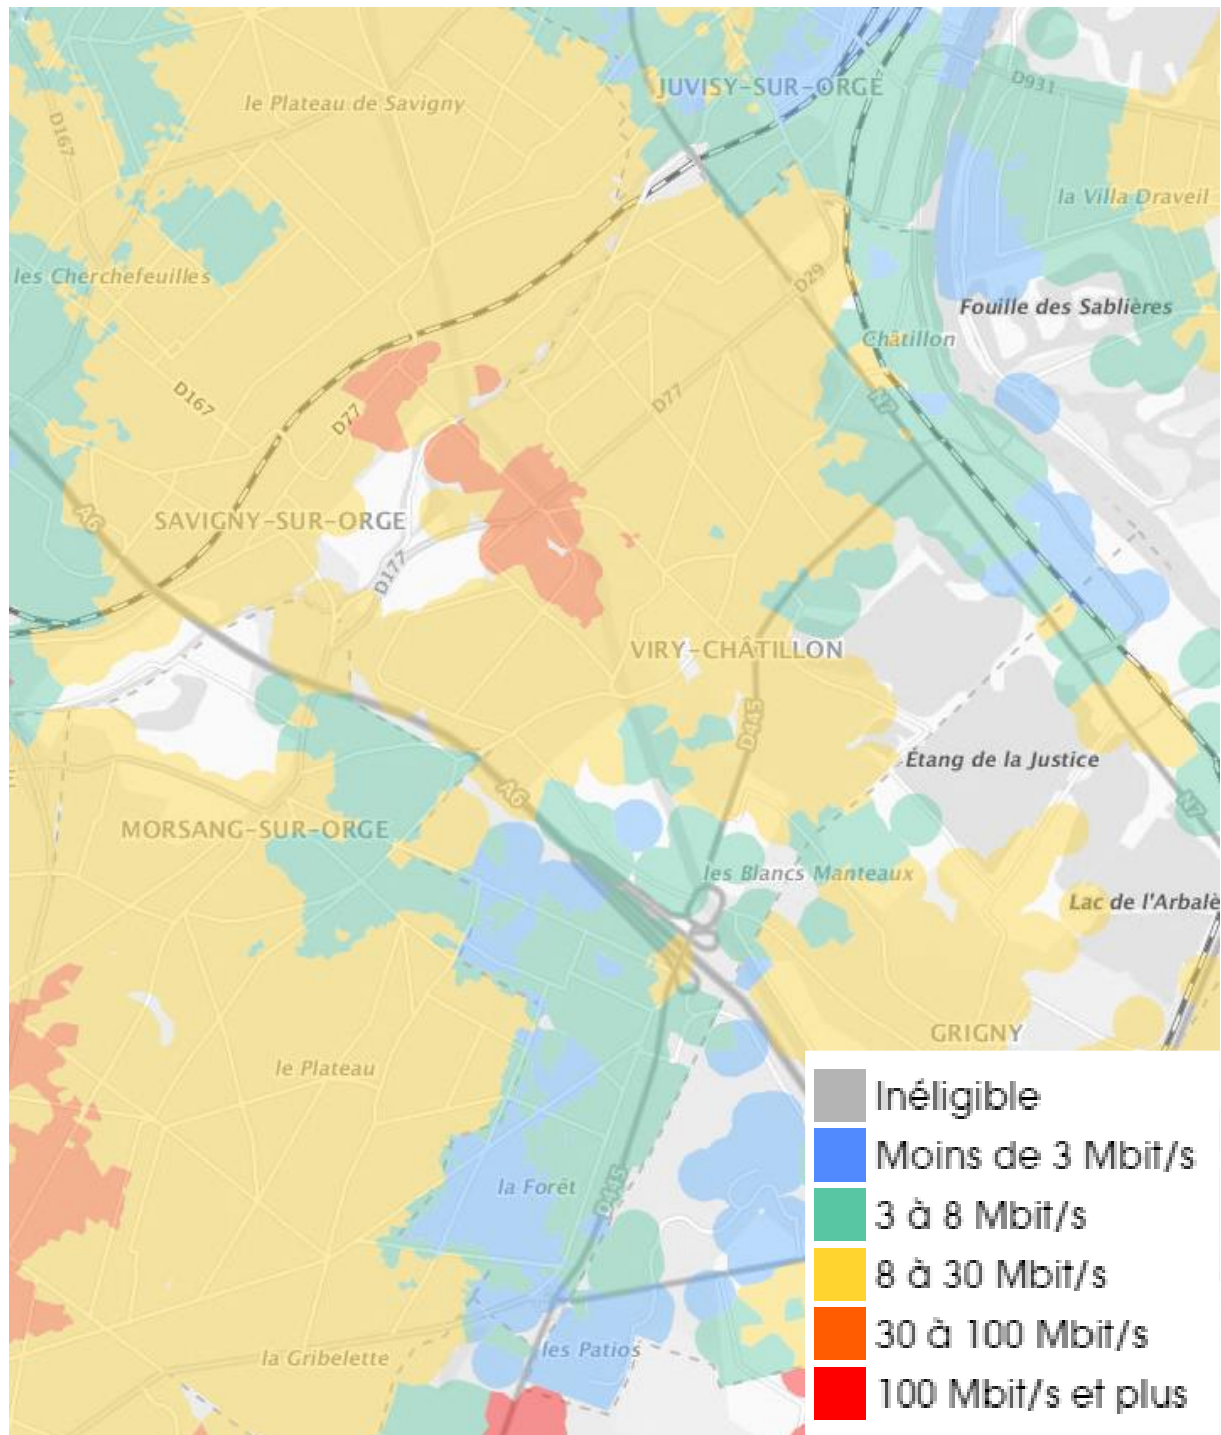 JUVISY-SUR-ORGE
D931
le Plateau de Savigny
D167
la Villa Draveil
les Cherchefeuilles
D29
Fouille des Sablières
Châtillon
D167
D77
D77
N7
A6
SAVIGNY-SUR-ORGE
D177
VIRY-CHÂTILLON
D445
Étang de la Justice
A6
N7
MORSANG-SUR-ORGE
les Blancs Manteaux
Lac de l'Arbalè
GRIGNY
le Plateau
la Forêt
D445
les Patios
la Gribelette
Inéligible
Moins de 3 Mbit/s
3 à 8 Mbit/s
8 à 30 Mbit/s
30 à 100 Mbit/s
100 Mbit/s et plus